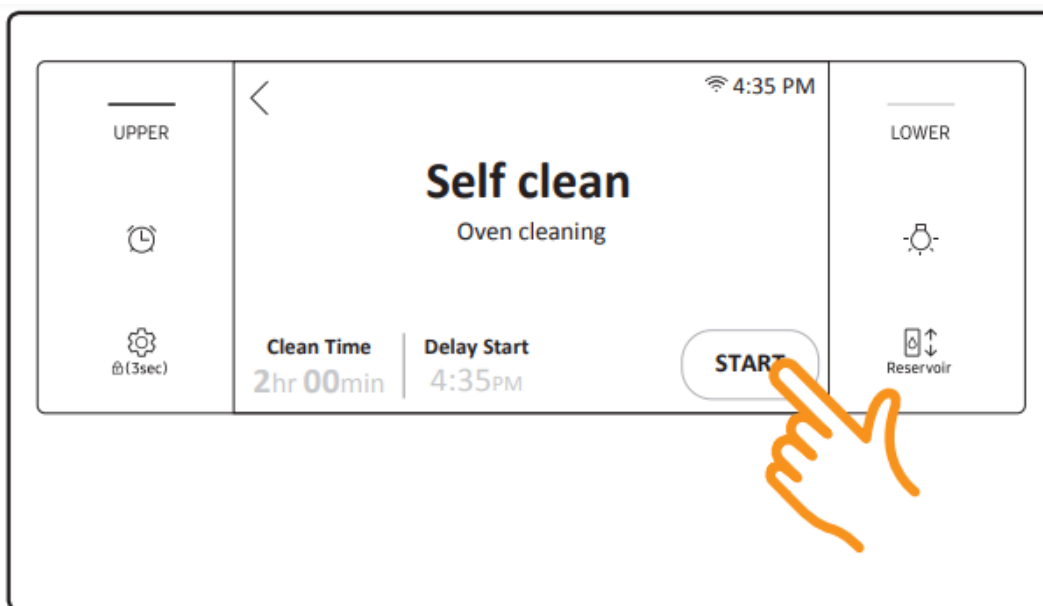 4:35 PM
UPPER
LOWER
Self clean
Oven cleaning
Clean Time
Delay Start
START
2hr 00min
4:35PM
(3sec)
Reservoir